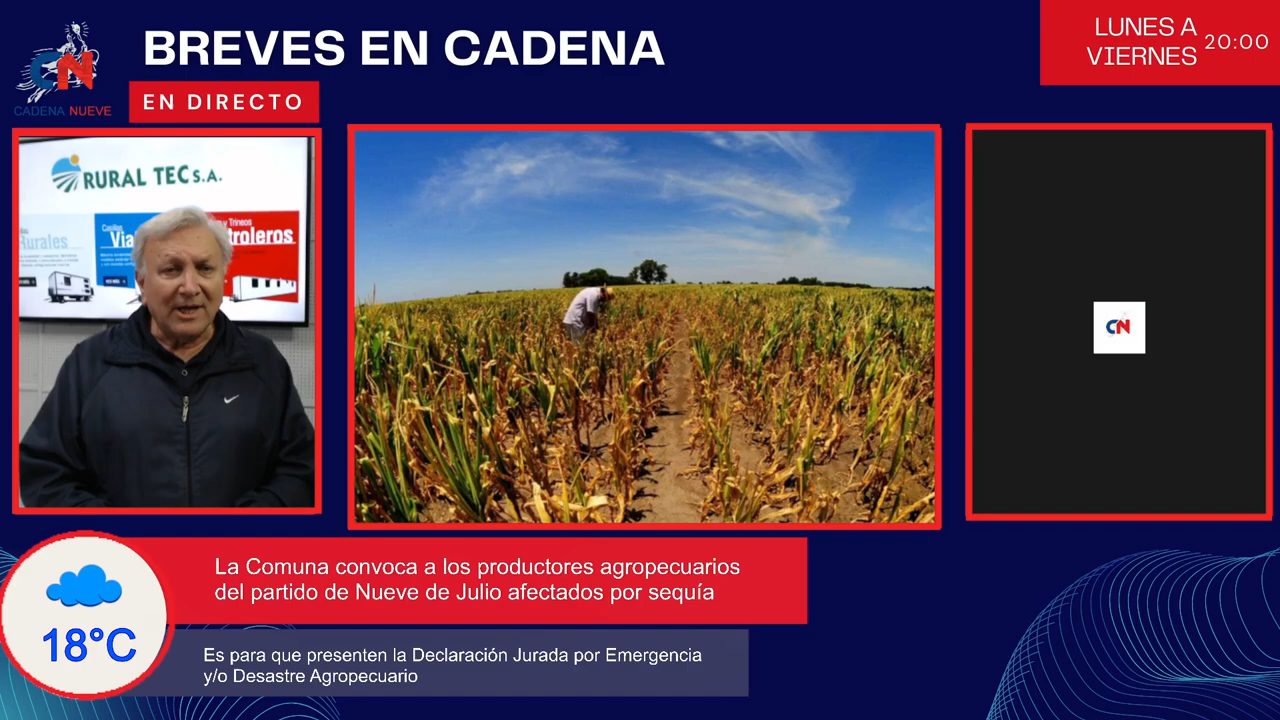 BREVES EN CADENA
LUNES A
VIERNES
20:00
CN
CADENA NUEVE
EN DIRECTO
RURAL TEC S.A.
Rurales
Via
y Trineos
troleros
CN
La Comuna convoca a los productores agropecuarios
del partido de Nueve de Julio afectados por sequía
18°C
Es para que presenten la Declaración Jurada por Emergencia
y/o Desastre Agropecuario